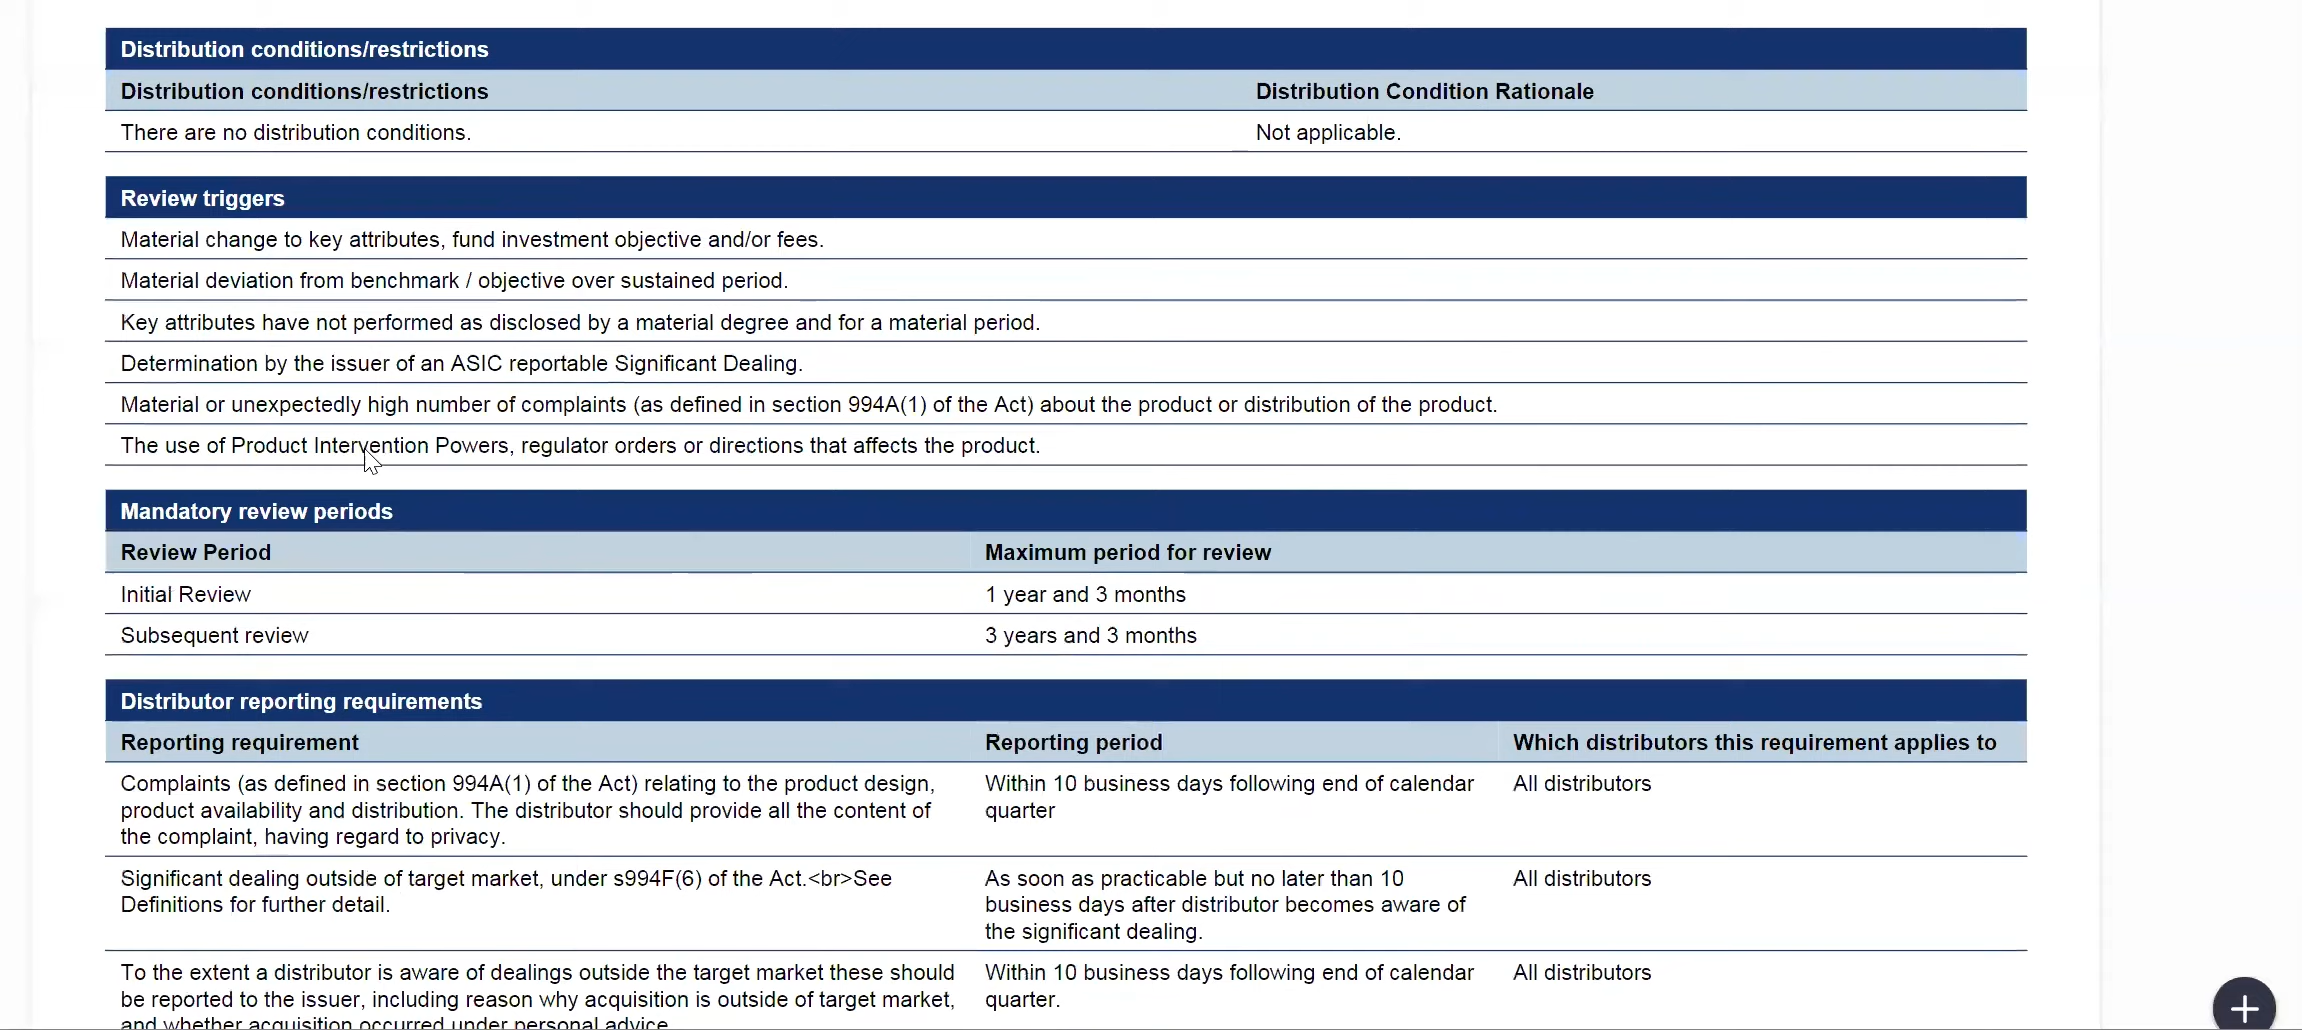 Distribution conditions/restrictions
Distribution conditions/restrictions Distribution Condition Rationale
There are no distribution conditions. Not applicable.
Review triggers
Material change to key attributes, fund investment objective and/or fees.
Material deviation from benchmark / objective over sustained period.
Key attributes have not performed as disclosed by a material degree and for a material period.
Determination by the issuer of an ASIC reportable Significant Dealing.
Material or unexpectedly high number of complaints (as defined in section 994A(1) of the Act) about the product or distribution of the product.
The use of Product Intervention Powers, regulator orders or directions that affects the product.
Mandatory review periods
Review Period Maximum period for review
Initial Review 1 year and 3 months
Subsequent review 3 years and 3 months
Distributor reporting requirements
Reporting requirement Reporting period Which distributors this requirement applies to
Complaints (as defined in section 994A(1) of the Act) relating to the product design,
product availability and distribution. The distributor should provide all the content of
the complaint, having regard to privacy.
Within 10 business days following end of calendar
quarter
All distributors
Significant dealing outside of target market, under s994F(6) of the Act.<br>See
Definitions for further detail.
As soon as practicable but no later than 10
business days after distributor becomes aware of
the significant dealing.
All distributors
To the extent a distributor is aware of dealings outside the target market these should
be reported to the issuer, including reason why acquisition is outside of target market,
and whether acquisition occurred under personal advice.
Within 10 business days following end of calendar
quarter.
All distributors